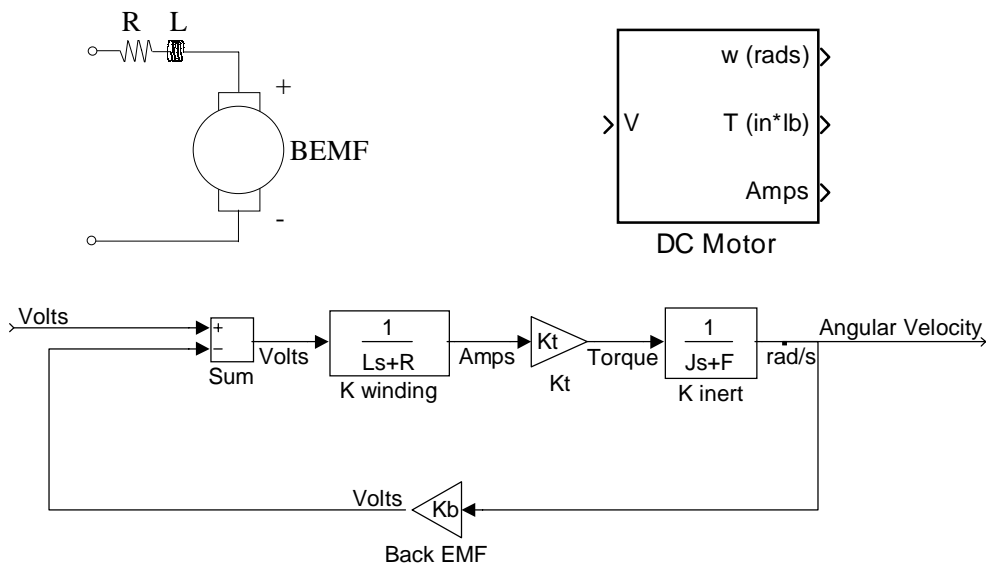 R L
+
BEMF
-
w (rads)
V T (in*lb)
Amps
DC Motor
Volts
+
−
Sum
Volts
1
Ls+R
K winding
Amps
Kt
Kt
Torque
1
Js+F
K inert
rad/s
Angular Velocity
Volts
Kb
Back EMF